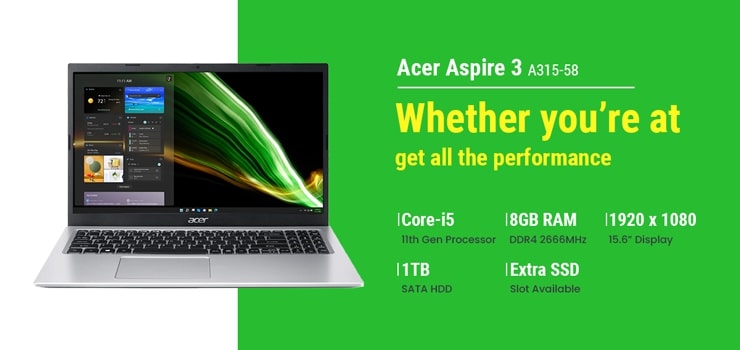 Acer Aspire 3 A315-58
Whether you're at
get all the performance
Core-i5
11th Gen Processor
8GB RAM
DDR4 2666MHz
1920 x 1080
15.6" Display
1TB
SATA HDD
Extra SSD
Slot Available
acer